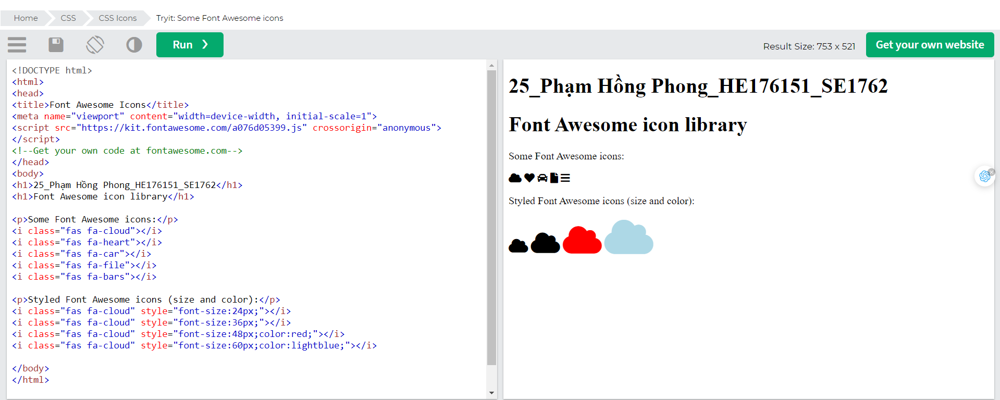 Home CSS CSS Icons Tryit: Some Font Awesome icons
Run ❯
Result Size: 753 x 521
Get your own website
<!DOCTYPE html>
<html>
<head>
<title>Font Awesome Icons</title>
<meta name="viewport" content="width=device-width, initial-scale=1">
<script src="https://kit.fontawesome.com/a076d05399.js" crossorigin="anonymous">
</script>
<!--Get your own code at fontawesome.com-->
</head>
<body>
<h1>25_Phạm Hồng Phong_HE176151_SE1762</h1>
<h1>Font Awesome icon library</h1>
<p>Some Font Awesome icons:</p>
<i class="fas fa-cloud"></i>
<i class="fas fa-heart"></i>
<i class="fas fa-car"></i>
<i class="fas fa-file"></i>
<i class="fas fa-bars"></i>
<p>Styled Font Awesome icons (size and color):</p>
<i class="fas fa-cloud" style="font-size:24px;"></i>
<i class="fas fa-cloud" style="font-size:36px;"></i>
<i class="fas fa-cloud" style="font-size:48px;color:red;"></i>
<i class="fas fa-cloud" style="font-size:60px;color:lightblue;"></i>
</body>
</html>
25_Phạm Hồng Phong_HE176151_SE1762
Font Awesome icon library
Some Font Awesome icons:
Styled Font Awesome icons (size and color):